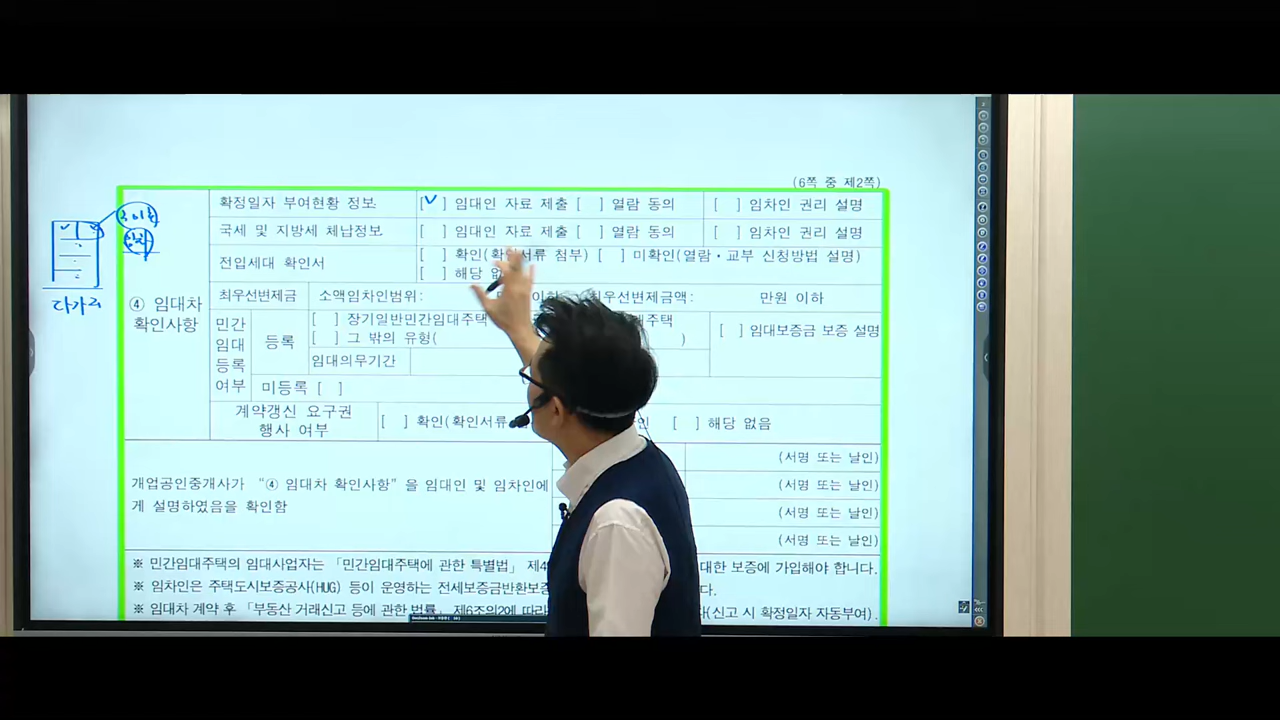 (6쪽 중 제2쪽)
확정일자 부여현황 정보 [✓] 임대인 자료 제출 [ ] 열람 동의 [ ] 임차인 권리 설명
국세 및 지방세 체납정보 [ ] 임대인 자료 제출 [ ] 열람 동의 [ ] 임차인 권리 설명
전입세대 확인서 [ ] 확인(확인서류 첨부) [ ] 미확인(열람・교부 신청방법 설명)
[ ] 해당
다가구
④ 임대차 확인사항
최우선변제금 소액임차인범위: 이하 최우선변제금액: 만원 이하
민간 임대 등록 여부
등록 [ ] 장기일반민간임대주택 주택
[ ] 그 밖의 유형( ) [ ] 임대보증금 보증 설명
임대의무기간
미등록 [ ]
계약갱신 요구권 행사 여부 [ ] 확인(확인서류 [ ] 해당 없음
(서명 또는 날인)
개업공인중개사가 “④ 임대차 확인사항” 을 임대인 및 임차인에 (서명 또는 날인)
게 설명하였음을 확인함 (서명 또는 날인)
(서명 또는 날인)
※ 민간임대주택의 임대사업자는 「민간임대주택에 관한 특별법」 제4 대한 보증에 가입해야 합니다.
※ 임차인은 주택도시보증공사(HUG) 등이 운영하는 전세보증금반환보증 다.
※ 임대차 계약 후 「부동산 거래신고 등에 관한 법률」 제6조의2에 따라 (신고 시 확정일자 자동부여).